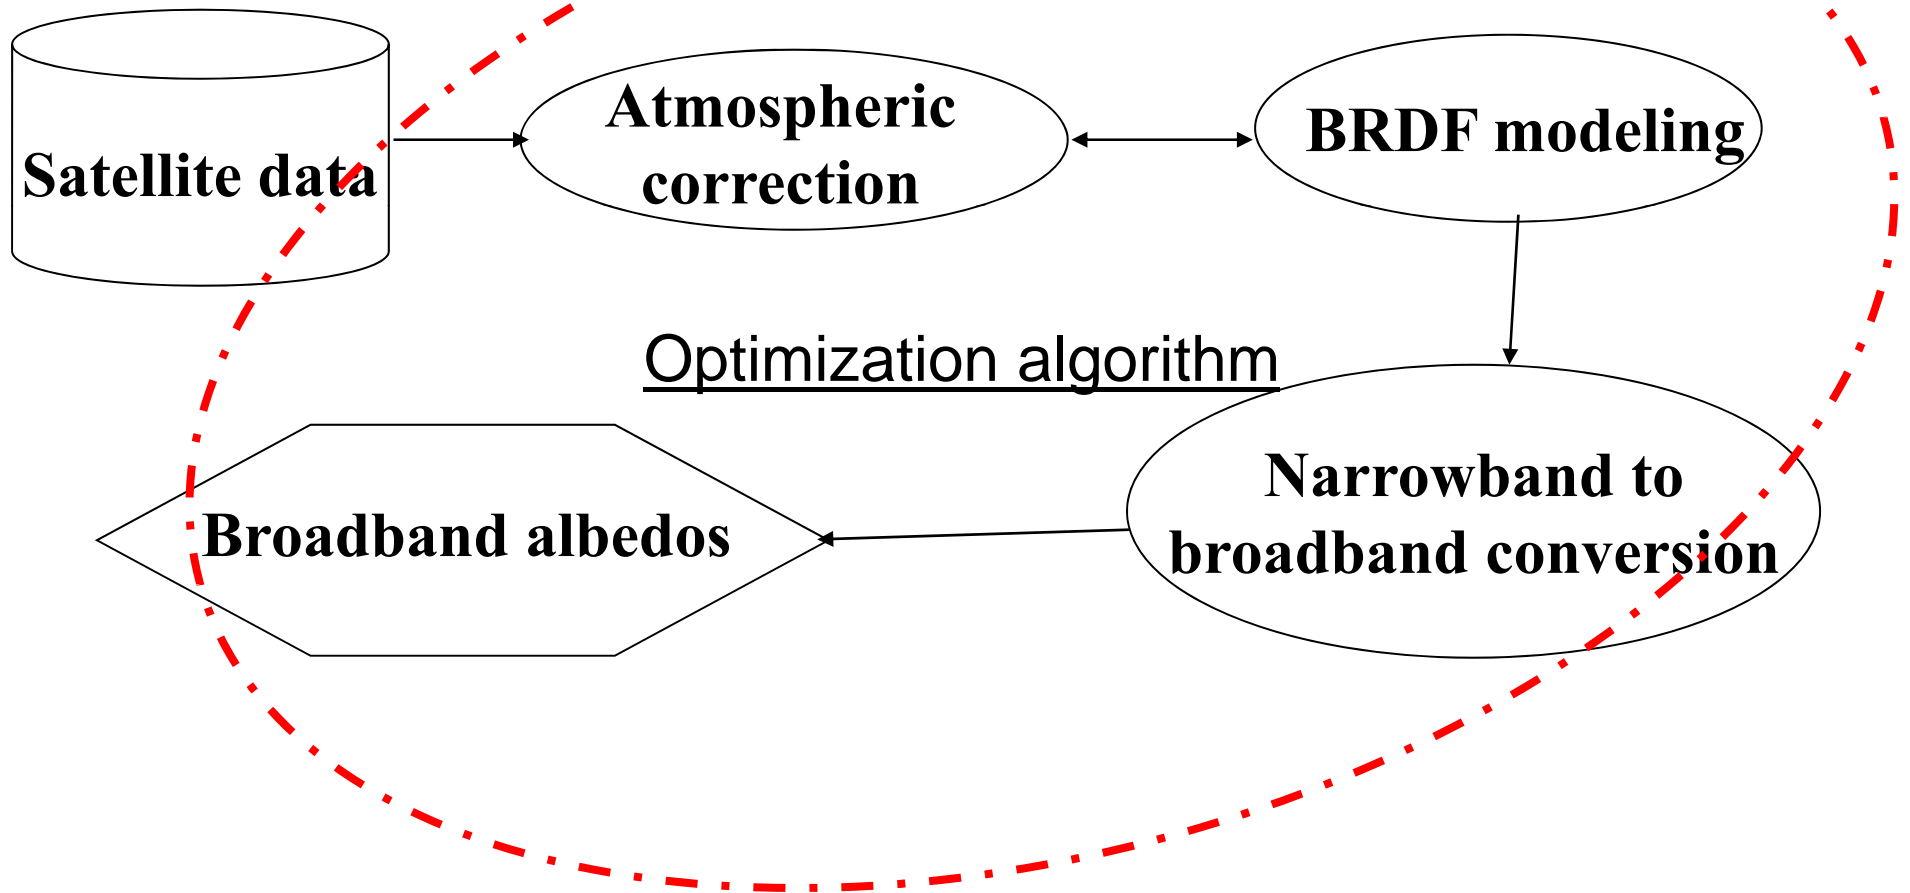 Satellite data
Atmospheric
correction
BRDF modeling
Optimization algorithm
Narrowband to
broadband conversion
Broadband albedos